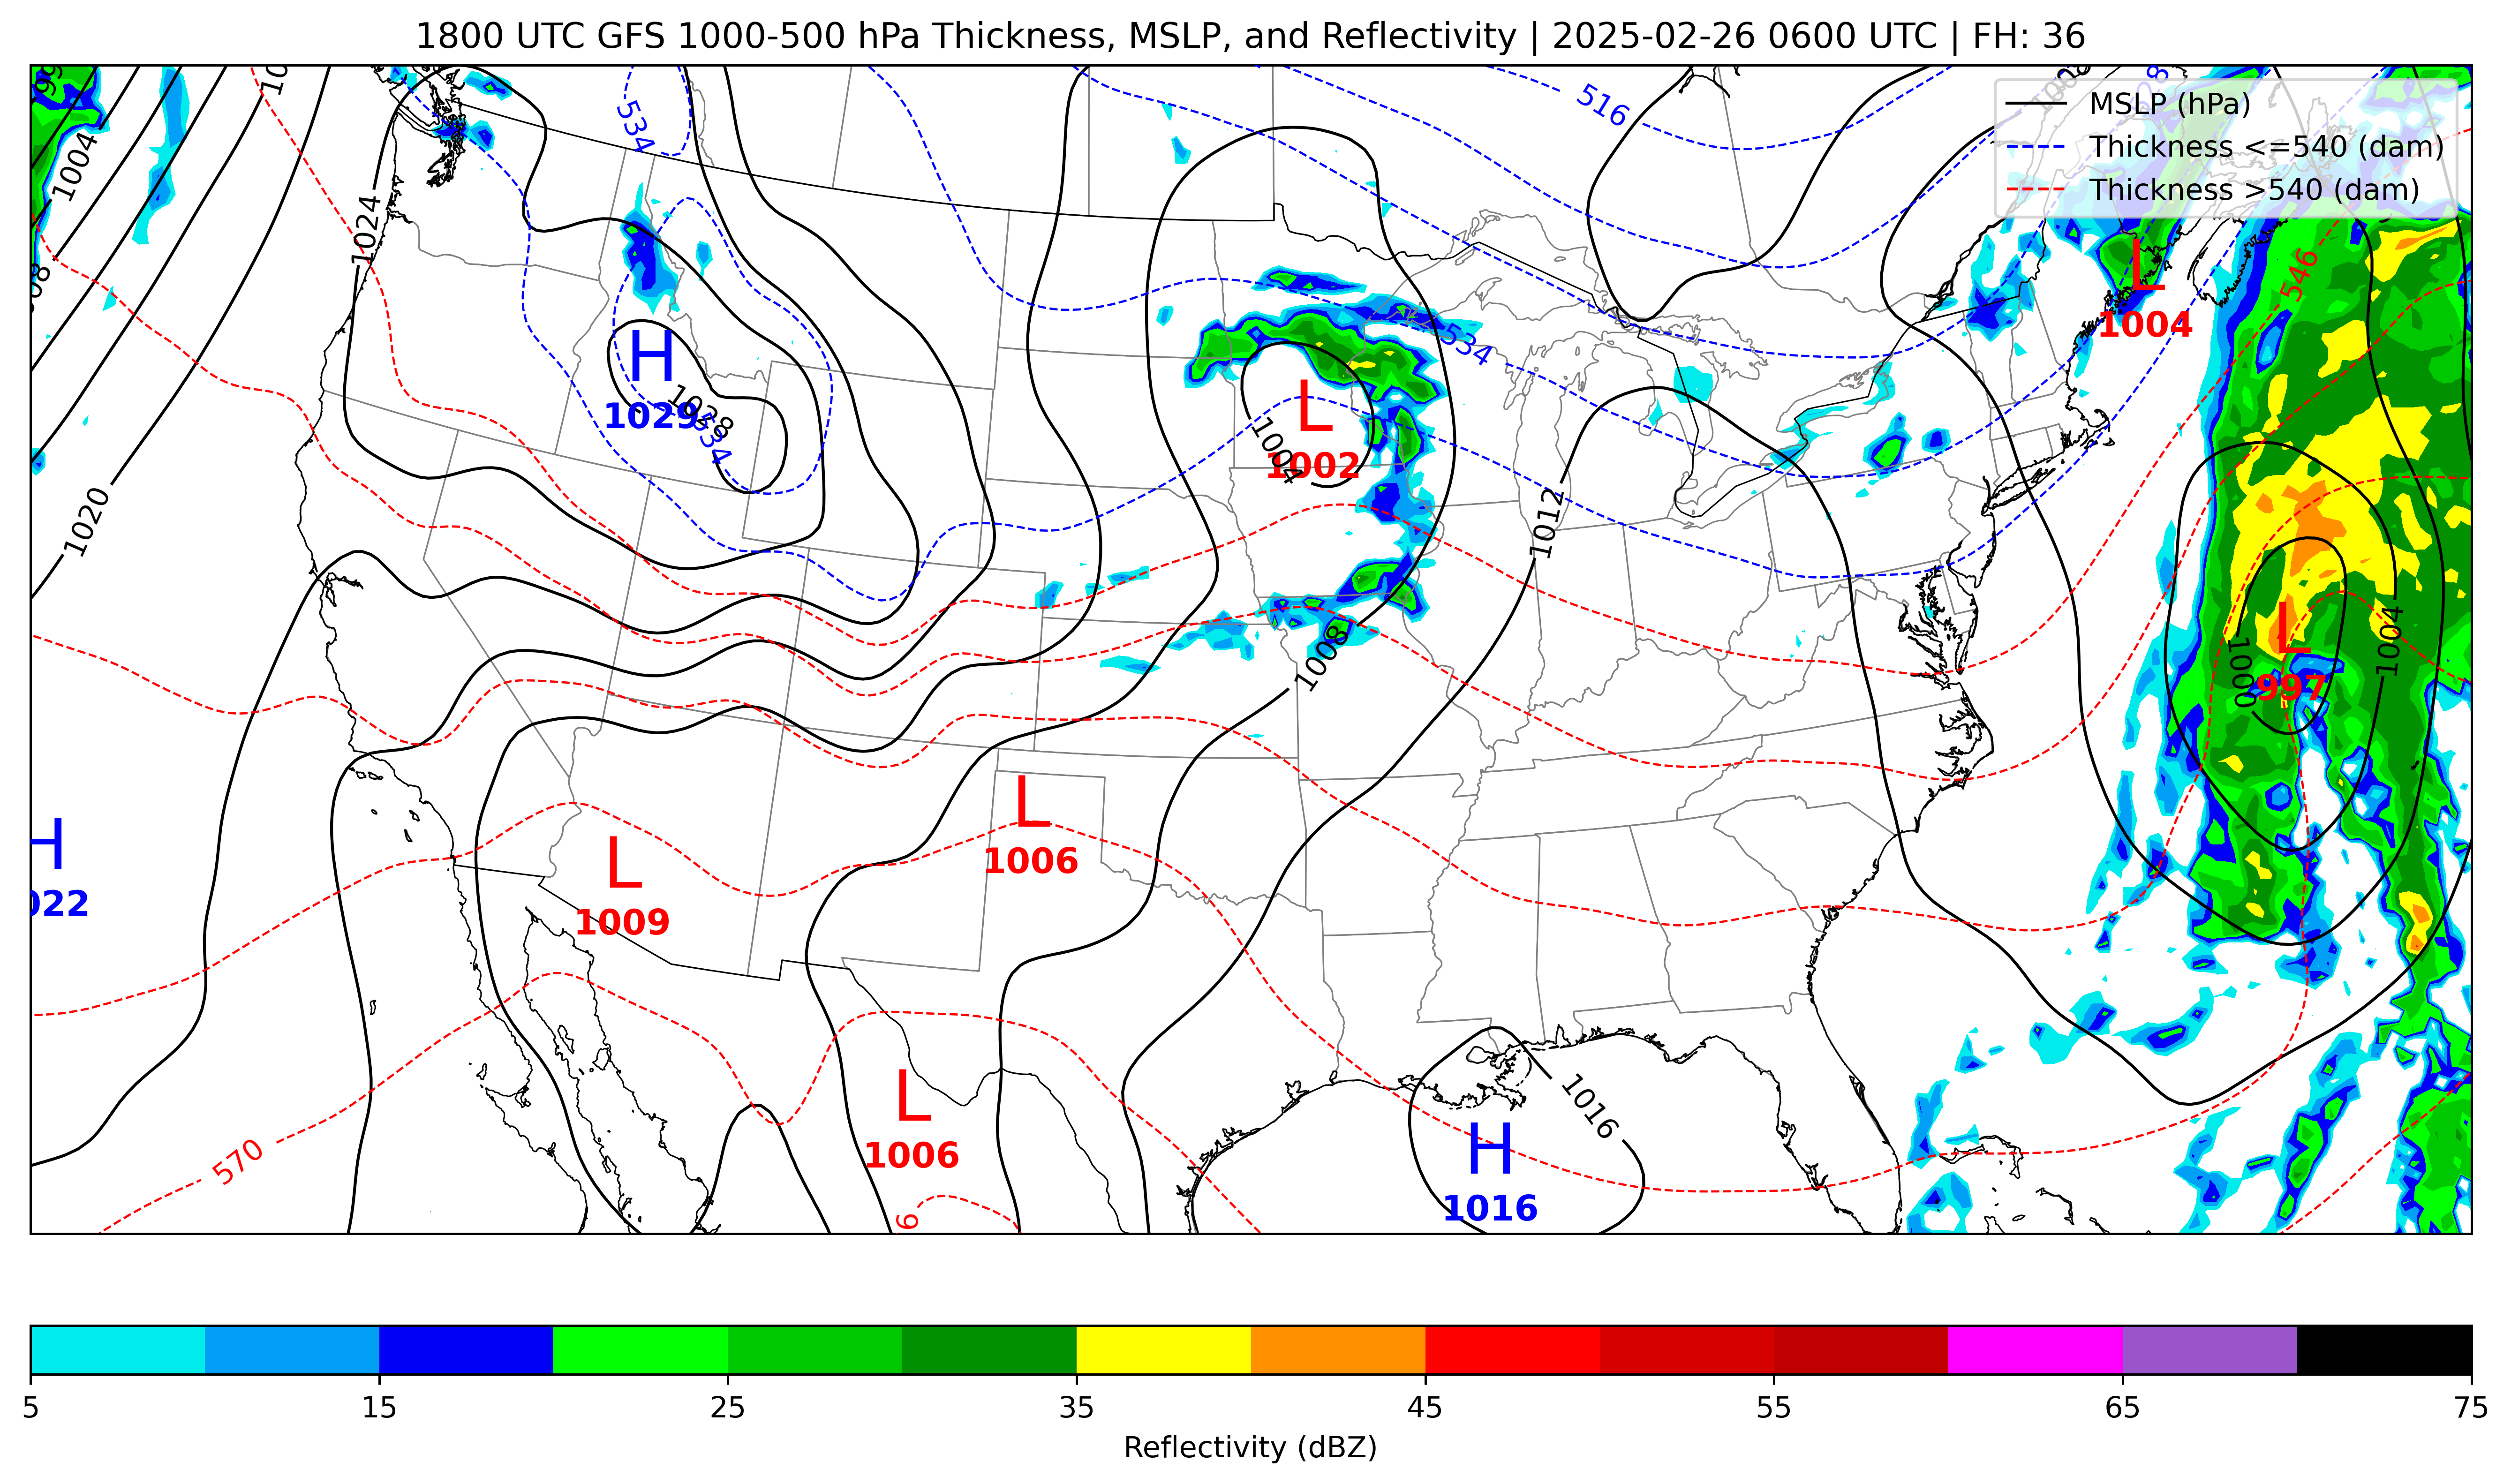 1800 UTC GFS 1000-500 hPa Thickness, MSLP, and Reflectivity | 2025-02-26 0600 UTC | FH: 36
MSLP (hPa)
Thickness <=540 (dam)
Thickness >540 (dam)
534
516
1008
1004
1024
546
L
1004
534
H
1029
1028
534
L
1002
1004
1020
1012
1008
L
997
1000
1004
H
L
1009
L
1006
L
1006
1016
H
1016
570
5
15
25
35
45
55
65
75
Reflectivity (dBZ)